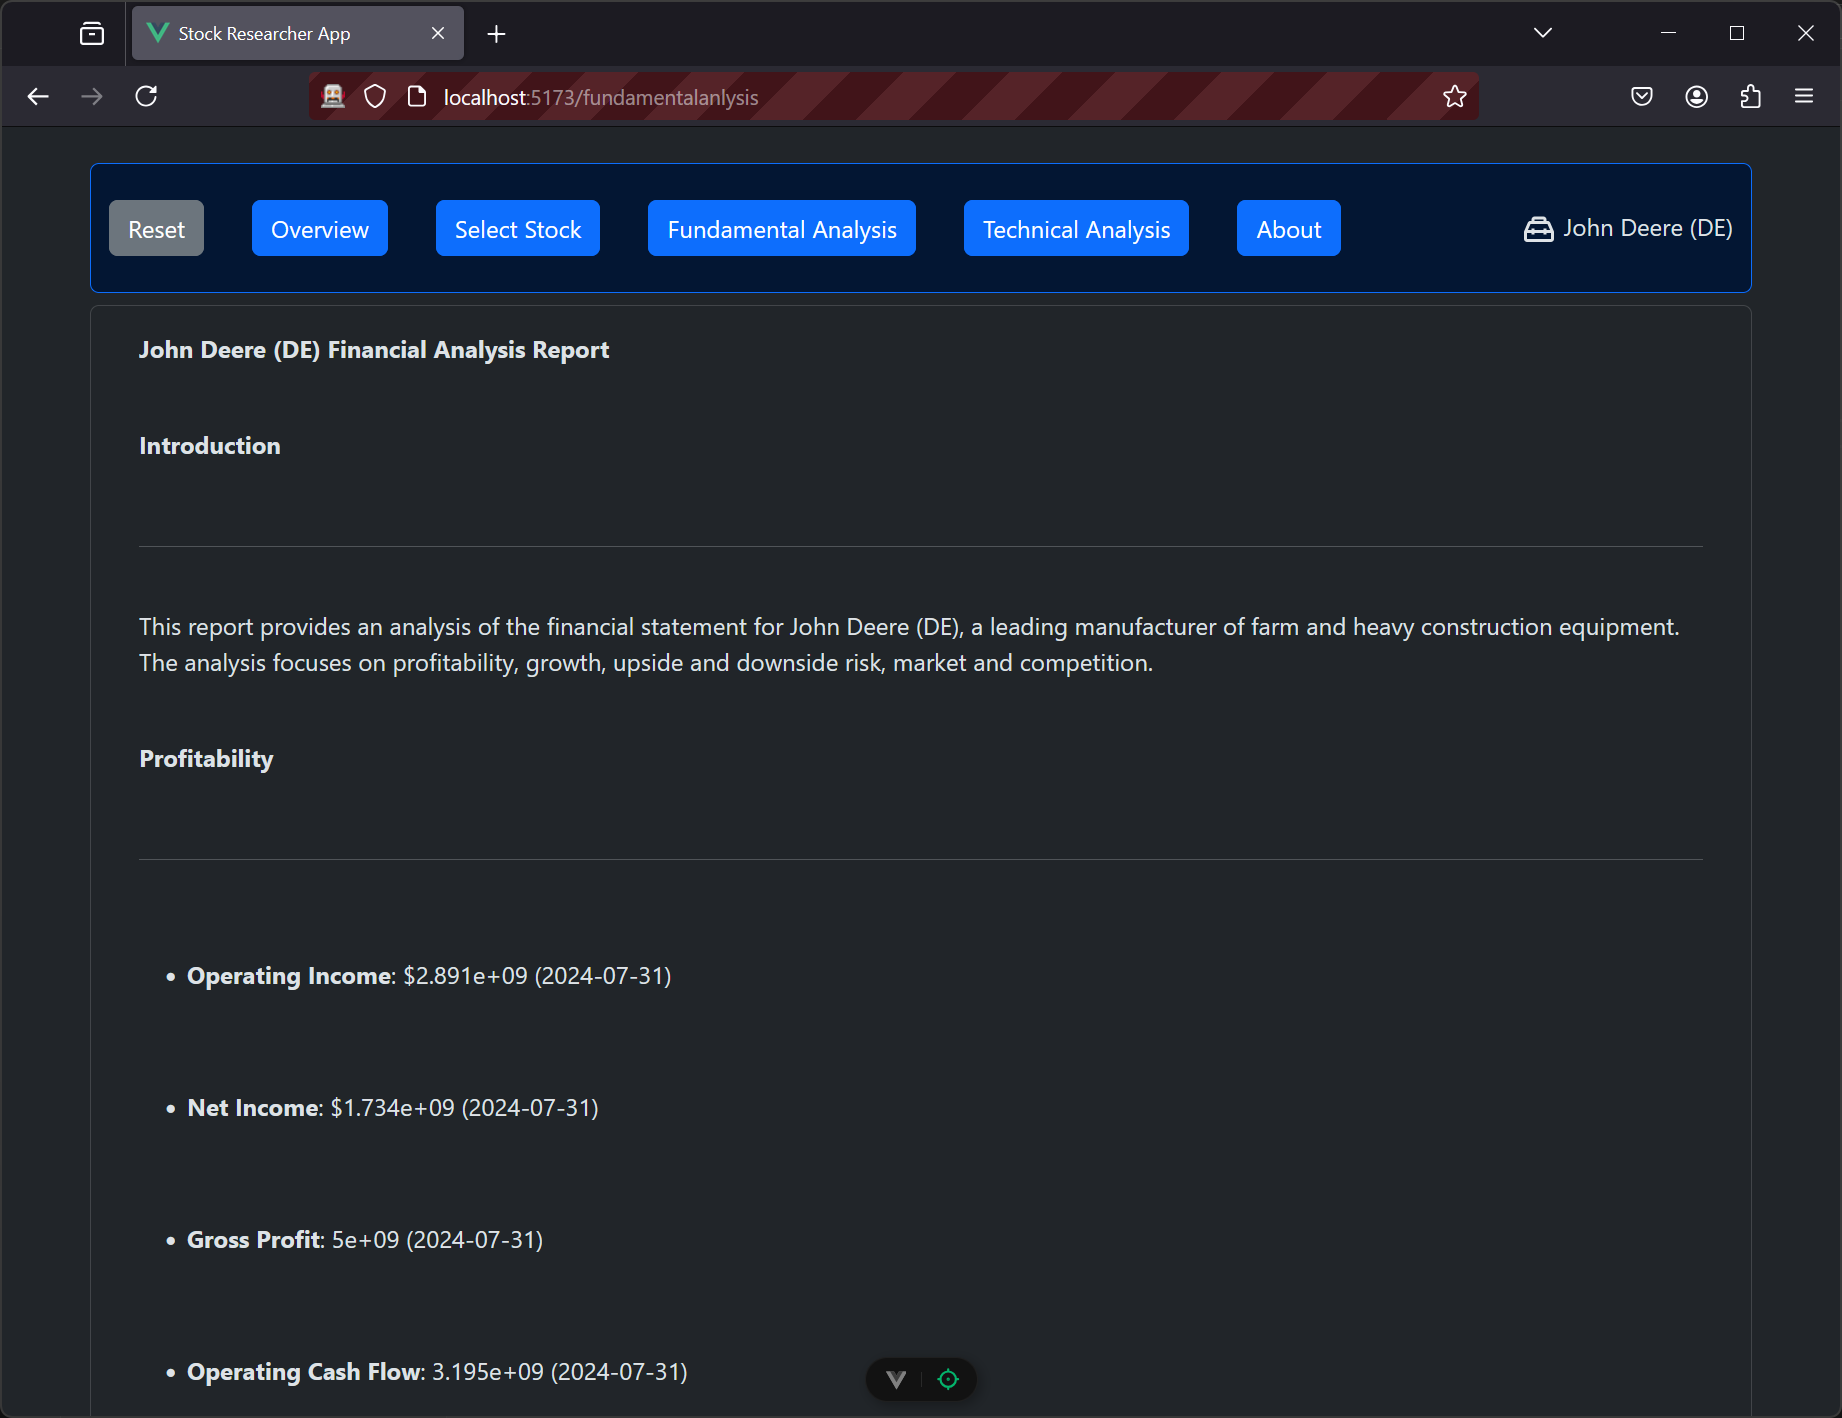 Stock Researcher App
localhost:5173/fundamentalanlysis
Reset Overview Select Stock Fundamental Analysis Technical Analysis About John Deere (DE)
John Deere (DE) Financial Analysis Report
Introduction
This report provides an analysis of the financial statement for John Deere (DE), a leading manufacturer of farm and heavy construction equipment.
The analysis focuses on profitability, growth, upside and downside risk, market and competition.
Profitability
• Operating Income: $2.891e+09 (2024-07-31)
• Net Income: $1.734e+09 (2024-07-31)
• Gross Profit: 5e+09 (2024-07-31)
• Operating Cash Flow: 3.195e+09 (2024-07-31)